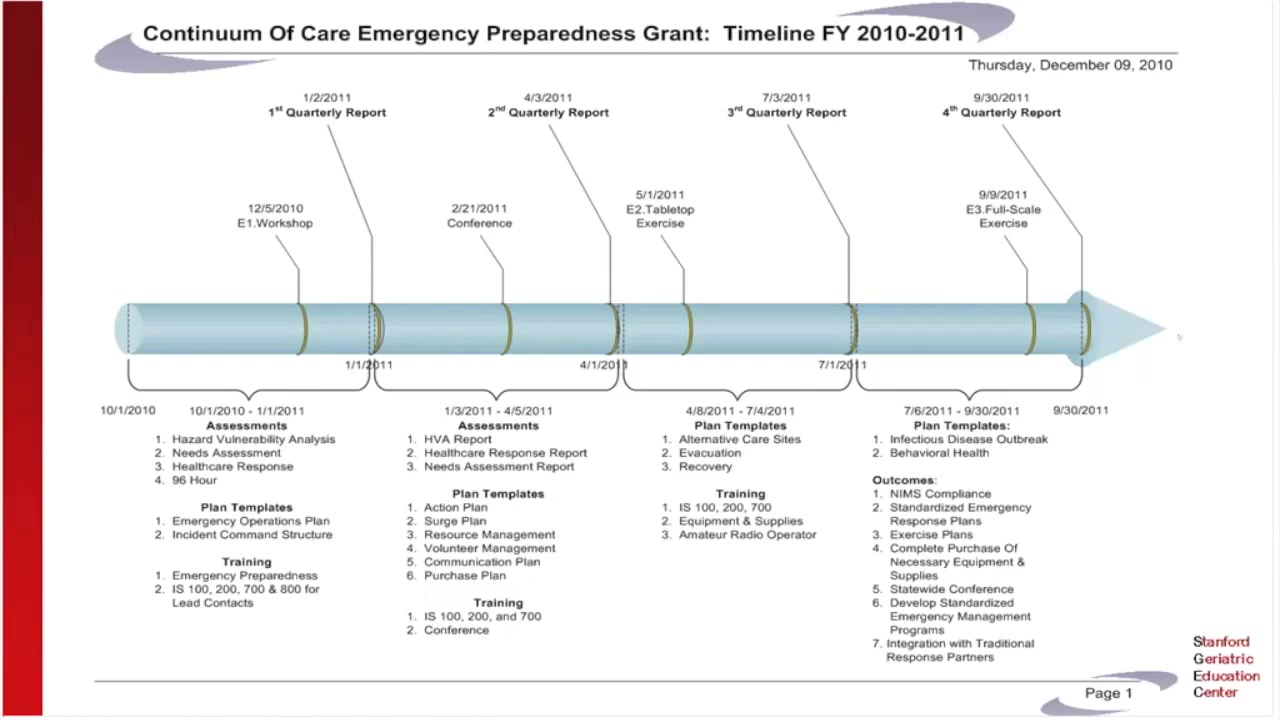 Continuum Of Care Emergency Preparedness Grant:  Timeline FY 2010-2011
Thursday, December 09, 2010
1/2/2011
1st Quarterly Report
4/3/2011
2nd Quarterly Report
7/3/2011
3rd Quarterly Report
9/30/2011
4th Quarterly Report
12/5/2010
E1.Workshop
2/21/2011
Conference
5/1/2011
E2.Tabletop
Exercise
9/9/2011
E3.Full-Scale
Exercise
1/1/2011
4/1/2011
7/1/2011
10/1/2010
10/1/2010 - 1/1/2011
Assessments
1. Hazard Vulnerability Analysis
2. Needs Assessment
3. Healthcare Response
4. 96 Hour
Plan Templates
1. Emergency Operations Plan
2. Incident Command Structure
Training
1. Emergency Preparedness
2. IS 100, 200, 700 & 800 for
Lead Contacts
1/3/2011 - 4/5/2011
Assessments
1. HVA Report
2. Healthcare Response Report
3. Needs Assessment Report
Plan Templates
1. Action Plan
2. Surge Plan
3. Resource Management
4. Volunteer Management
5. Communication Plan
6. Purchase Plan
Training
1. IS 100, 200, and 700
2. Conference
4/8/2011 - 7/4/2011
Plan Templates
1. Alternative Care Sites
2. Evacuation
3. Recovery
Training
1. IS 100, 200, 700
2. Equipment & Supplies
3. Amateur Radio Operator
7/6/2011 - 9/30/2011
Plan Templates:
1. Infectious Disease Outbreak
2. Behavioral Health
Outcomes:
1. NIMS Compliance
2. Standardized Emergency
Response Plans
3. Exercise Plans
4. Complete Purchase Of
Necessary Equipment &
Supplies
5. Statewide Conference
6. Develop Standardized
Emergency Management
Programs
7. Integration with Traditional
Response Partners
9/30/2011
Stanford
Geriatric
Education
Center
Page 1